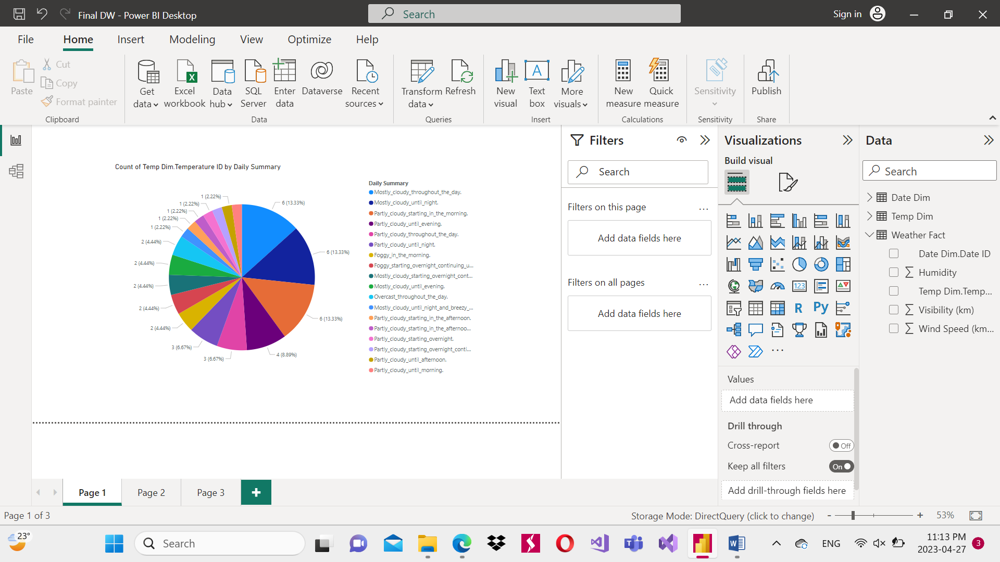 Final DW - Power BI Desktop
Search
Sign in
File
Home
Insert
Modeling
View
Optimize
Help
Paste
Cut
Copy
Format painter
Clipboard
Get data
Excel workbook
Data hub
SQL Server
Enter data
Dataverse
Recent sources
Data
Transform data
Refresh
Queries
New visual
Text box
More visuals
Insert
New measure
Quick measure
Calculations
Sensitivity
Sensitivity
Publish
Share
Count of Temp Dim.Temperature ID by Daily Summary
6 (13.33%)
6 (13.33%)
6 (13.33%)
4 (8.89%)
3 (6.67%)
3 (6.67%)
2 (4.44%)
2 (4.44%)
2 (4.44%)
2 (4.44%)
2 (4.44%)
1 (2.22%)
1 (2.22%)
1 (2.22%)
1 (2.22%)
1 (2.22%)
Daily Summary
Mostly_cloudy_throughout_the_day.
Mostly_cloudy_until_night.
Partly_cloudy_starting_in_the_morning.
Partly_cloudy_until_evening.
Partly_cloudy_throughout_the_day.
Partly_cloudy_until_night.
Foggy_in_the_morning.
Foggy_starting_overnight_continuing_u...
Mostly_cloudy_starting_overnight_cont...
Mostly_cloudy_until_evening.
Overcast_throughout_the_day.
Mostly_cloudy_until_night_and_breezy_...
Partly_cloudy_starting_in_the_afternoon.
Partly_cloudy_starting_in_the_afternoo...
Partly_cloudy_starting_overnight.
Partly_cloudy_starting_overnight_conti...
Partly_cloudy_until_afternoon.
Partly_cloudy_until_morning.
Filters
Search
Filters on this page
...
Add data fields here
Filters on all pages
...
Add data fields here
Visualizations
Build visual
123
R
Py
...
Values
Add data fields here
Drill through
Cross-report
Off
Keep all filters
On
Add drill-through fields here
Data
Search
Date Dim
Temp Dim
Weather Fact
Date Dim.Date ID
Humidity
Temp Dim.Temp...
Visibility (km)
Wind Speed (km...
Page 1
Page 2
Page 3
Page 1 of 3
Storage Mode: DirectQuery (click to change)
53%
23°
Search
ENG
11:13 PM
2023-04-27
3